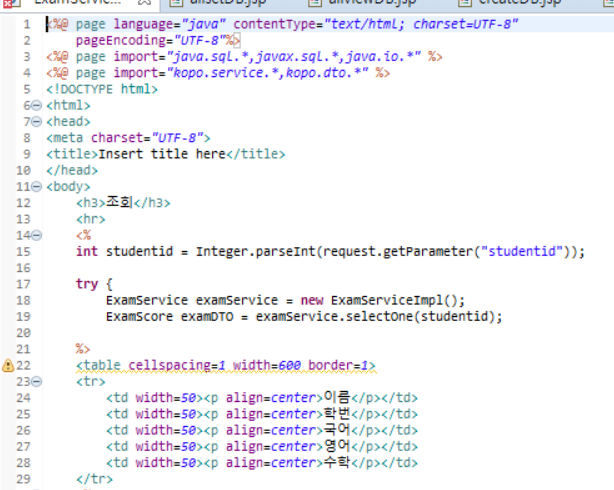 ExamServic... allsetDB.jsp allviewDB.jsp createDB.jsp
1 <%@ page language="java" contentType="text/html; charset=UTF-8"
2 pageEncoding="UTF-8"%>
3 <%@ page import="java.sql.*,javax.sql.*,java.io.*" %>
4 <%@ page import="kopo.service.*,kopo.dto.*" %>
5 <!DOCTYPE html>
6 <html>
7 <head>
8 <meta charset="UTF-8">
9 <title>Insert title here</title>
10 </head>
11 <body>
12 <h3>조회</h3>
13 <hr>
14 <%
15 int studentid = Integer.parseInt(request.getParameter("studentid"));
16
17 try {
18 ExamService examService = new ExamServiceImpl();
19 ExamScore examDTO = examService.selectOne(studentid);
20
21 %>
22 <table cellspacing=1 width=600 border=1>
23 <tr>
24 <td width=50><p align=center>이름</p></td>
25 <td width=50><p align=center>학번</p></td>
26 <td width=50><p align=center>국어</p></td>
27 <td width=50><p align=center>영어</p></td>
28 <td width=50><p align=center>수학</p></td>
29 </tr>